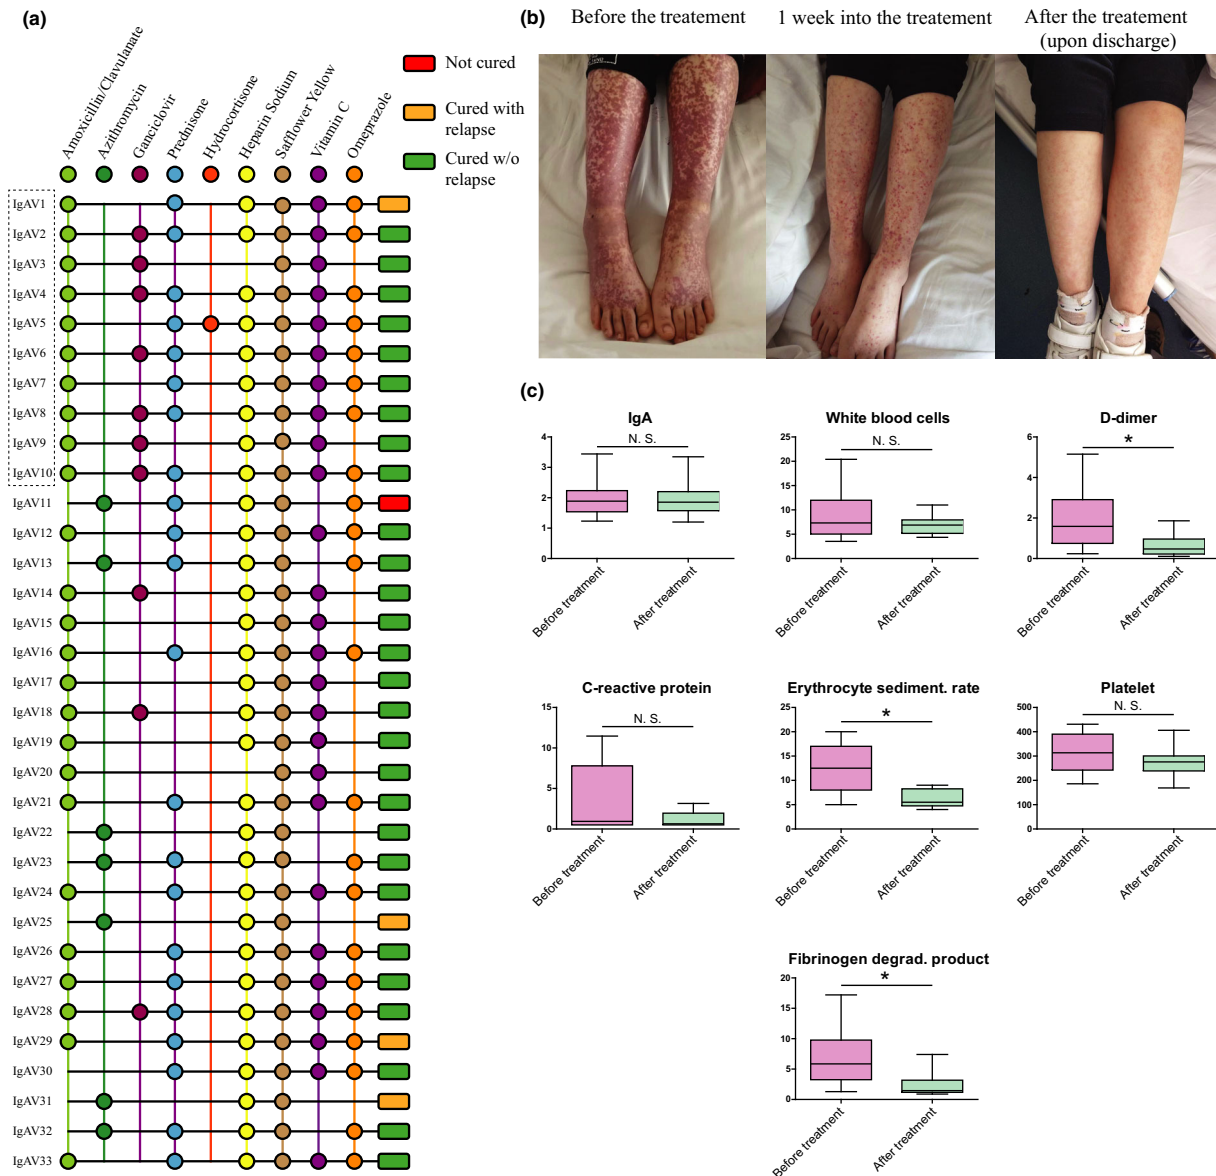 (a)
Amoxicillin/Clavulanate
Azithromycin
Ganciclovir
Prednisone
Hydrocortisone
Heparin Sodium
Safflower Yellow
Vitamin C
Omeprazole
Not cured
Cured with
relapse
Cured w/o
relapse
IgAV1
IgAV2
IgAV3
IgAV4
IgAV5
IgAV6
IgAV7
IgAV8
IgAV9
IgAV10
IgAV11
IgAV12
IgAV13
IgAV14
IgAV15
IgAV16
IgAV17
IgAV18
IgAV19
IgAV20
IgAV21
IgAV22
IgAV23
IgAV24
IgAV25
IgAV26
IgAV27
IgAV28
IgAV29
IgAV30
IgAV31
IgAV32
IgAV33
(b)
Before the treatement
1 week into the treatement
After the treatement
(upon discharge)
(c)
IgA
N. S.
4
3
2
1
0
Before treatment
After treatment
White blood cells
N. S.
25
20
15
10
5
0
Before treatment
After treatment
D-dimer
*
6
4
2
0
Before treatment
After treatment
C-reactive protein
N. S.
15
10
5
0
Before treatment
After treatment
Erythrocyte sediment. rate
*
25
20
15
10
5
0
Before treatment
After treatment
Platelet
N. S.
500
400
300
200
100
0
Before treatment
After treatment
Fibrinogen degrad. product
*
20
15
10
5
0
Before treatment
After treatment